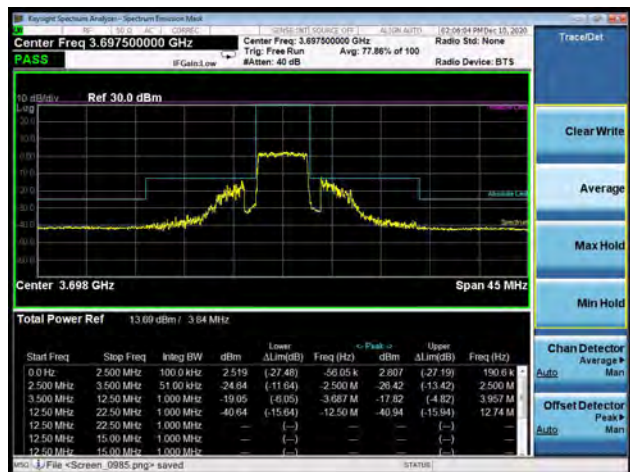 Keysight Spectrum Analyzer - Spectrum Emission Mask
RF 50 Ω AC CORREC SENSE:INT SOURCE OFF ALIGN AUTO 02:08:04 PM Dec 10, 2020
Center Freq 3.697500000 GHz
Center Freq: 3.697500000 GHz
Radio Std: None
Trace/Det
Trig: Free Run Avg: 77.86% of 100
PASS
IFGain:Low
#Atten: 40 dB
Radio Device: BTS
10 dB/div Ref 30.0 dBm
Log
20.0
10.0
0.00
Absolute Limit
Spectrum
Center 3.698 GHz
Span 45 MHz
Clear Write
Average
Max Hold
Min Hold
Chan Detector
Average
Auto Man
Offset Detector
Peak
Auto Man
Total Power Ref 13.69 dBm / 3.84 MHz
Lower <- Peak -> Upper
Start Freq Stop Freq Integ BW dBm ΔLim(dB) Freq (Hz) dBm ΔLim(dB) Freq (Hz)
0.0 Hz 2.500 MHz 100.0 kHz 2.519 (-27.48) -56.05 k 2.807 (-27.19) 190.6 k
2.500 MHz 3.500 MHz 51.00 kHz -24.64 (-11.64) -2.500 M -26.42 (-13.42) 2.500 M
3.500 MHz 12.50 MHz 1.000 MHz -19.05 (-6.05) -3.687 M -17.82 (-4.82) 3.957 M
12.50 MHz 22.50 MHz 1.000 MHz -40.64 (-15.64) -12.50 M -40.94 (-15.94) 12.74 M
12.50 MHz 22.50 MHz 1.000 MHz --- (---) --- (---)
12.50 MHz 15.00 MHz 1.000 MHz --- (---) --- (---)
12.50 MHz 15.00 MHz 1.000 MHz --- (---) --- (---)
MSG File <Screen_0985.png> saved STATUS